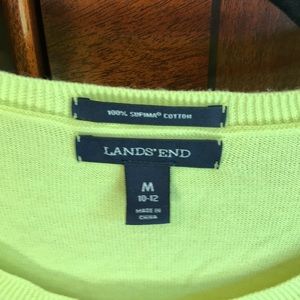 100% SUPIMA® COTTON
LANDS' END
M
10-12
MADE IN
CHINA